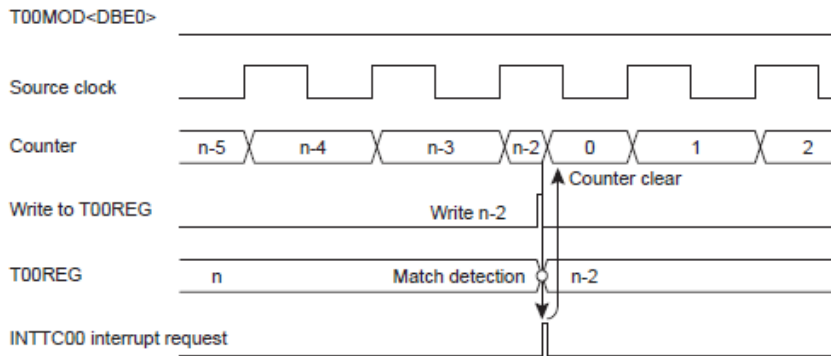 T00MOD<DBE0>
Source clock
Counter n-5 n-4 n-3 n-2 0 1 2
Counter clear
Write to T00REG Write n-2
T00REG n Match detection n-2
INTTC00 interrupt request